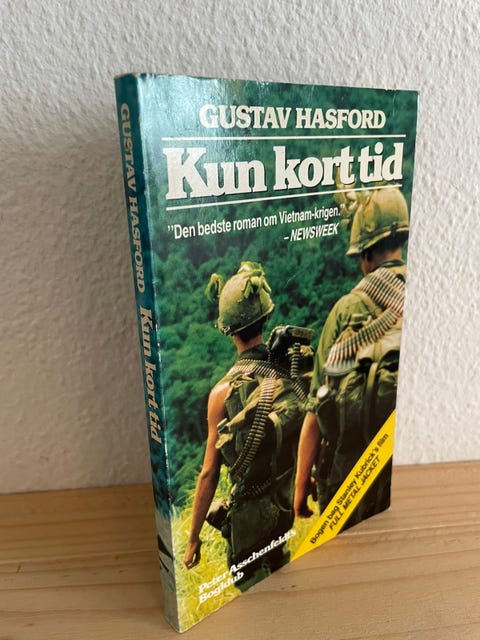 GUSTAV HASFORD
Kun kort tid
"Den bedste roman om Vietnam-krigen."
– NEWSWEEK
Bogen bag Stanley Kubrick's film
FULL METAL JACKET
Peter Asschenfeldt's
Bogklub
GUSTAV HASFORD Kun kort tid